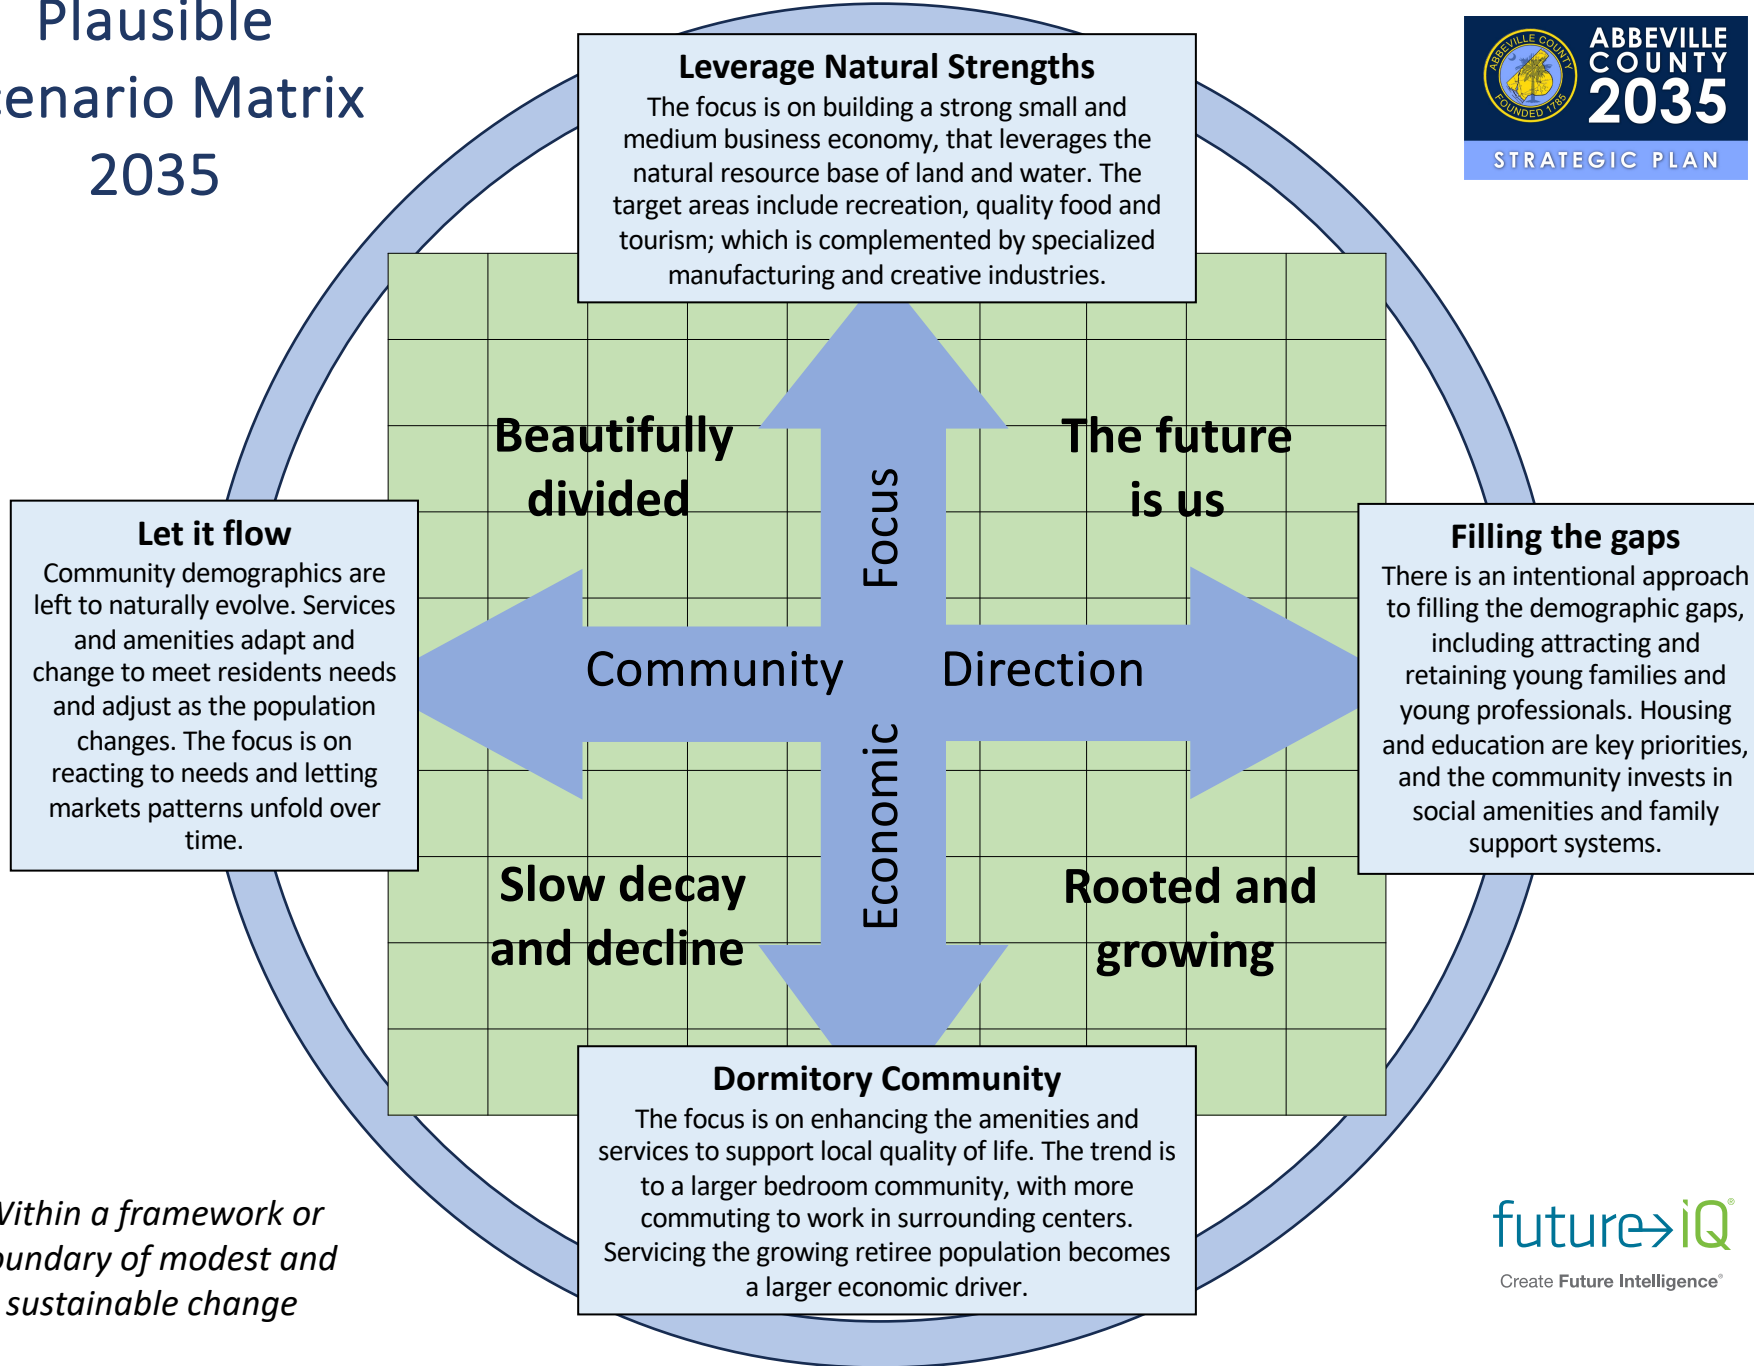 Plausible
cenario Matrix
2035
Leverage Natural Strengths
The focus is on building a strong small and
medium business economy, that leverages the
natural resource base of land and water. The
target areas include recreation, quality food and
tourism; which is complemented by specialized
manufacturing and creative industries.
ABBEVILLE COUNTY
FOUNDED 1785
ABBEVILLE
COUNTY
2035
STRATEGIC PLAN
Beautifully
divided
The future
is us
Let it flow
Community demographics are
left to naturally evolve. Services
and amenities adapt and
change to meet residents needs
and adjust as the population
changes. The focus is on
reacting to needs and letting
markets patterns unfold over
time.
Community Direction
Economic Focus
Filling the gaps
There is an intentional approach
to filling the demographic gaps,
including attracting and
retaining young families and
young professionals. Housing
and education are key priorities,
and the community invests in
social amenities and family
support systems.
Slow decay
and decline
Rooted and
growing
Dormitory Community
The focus is on enhancing the amenities and
services to support local quality of life. The trend is
to a larger bedroom community, with more
commuting to work in surrounding centers.
Servicing the growing retiree population becomes
a larger economic driver.
Within a framework or
oundary of modest and
sustainable change
future→iQ®
Create Future Intelligence®